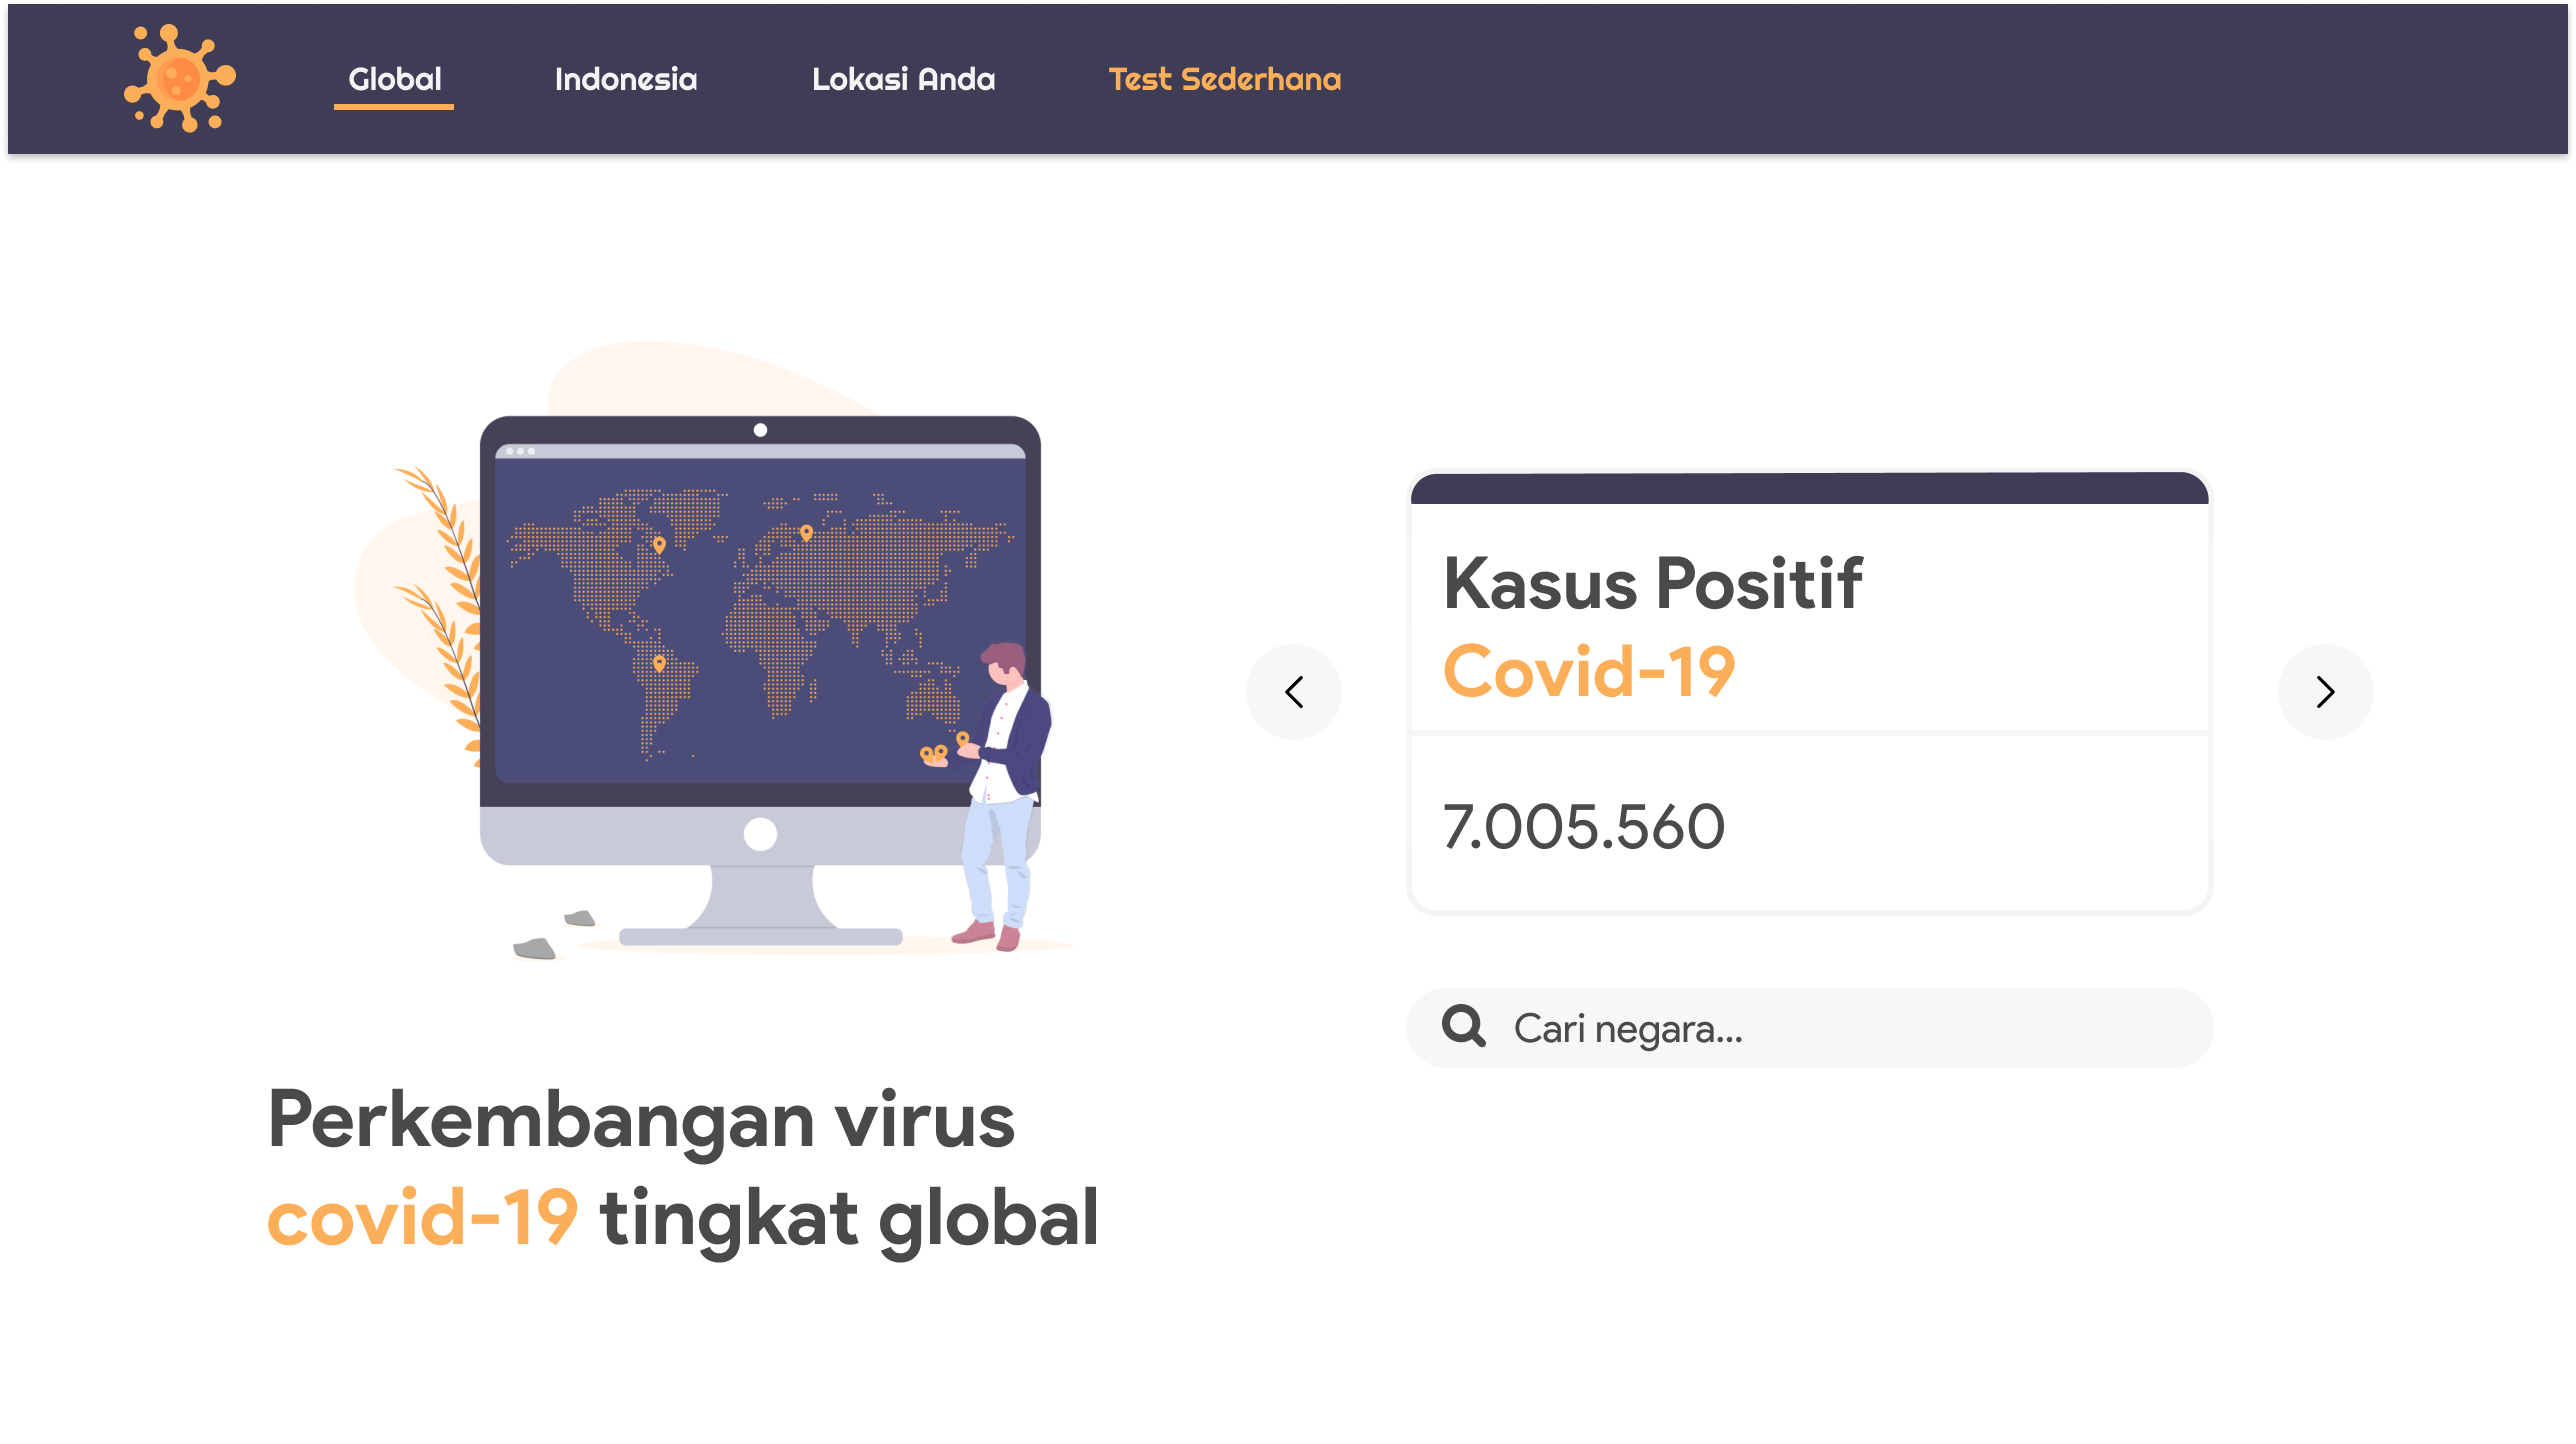 Global
Indonesia
Lokasi Anda
Test Sederhana
Kasus Positif
Covid-19
7.005.560
Cari negara...
Perkembangan virus
covid-19 tingkat global